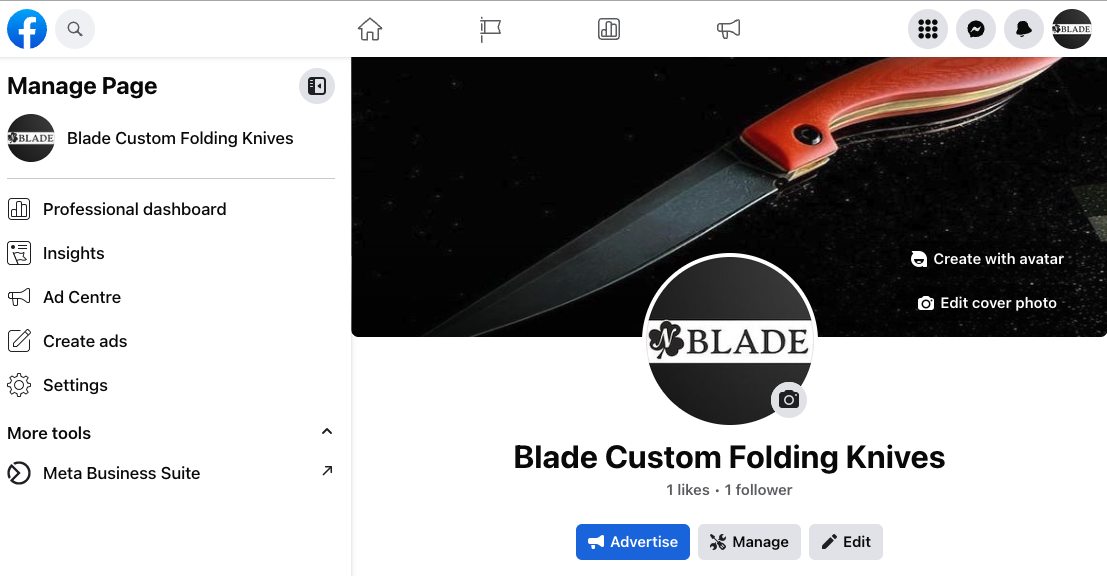 BLADE
Manage Page
BLADE
Blade Custom Folding Knives
Professional dashboard
Insights
Ad Centre
Create ads
Settings
More tools
Meta Business Suite
Create with avatar
Edit cover photo
N BLADE
Blade Custom Folding Knives
1 likes • 1 follower
Advertise
Manage
Edit